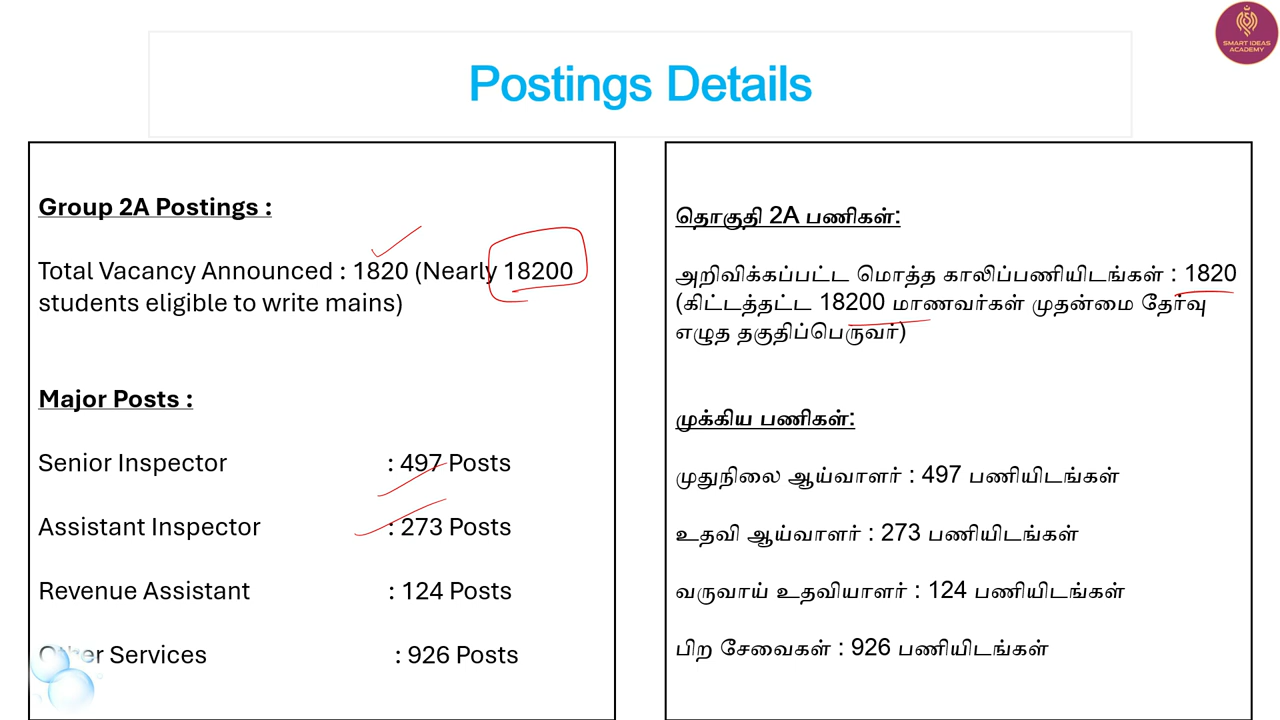 SMART IDEAS
ACADEMY
Postings Details
Group 2A Postings :
Total Vacancy Announced : 1820 (Nearly 18200
students eligible to write mains)
Major Posts :
Senior Inspector : 497 Posts
Assistant Inspector : 273 Posts
Revenue Assistant : 124 Posts
Other Services : 926 Posts
தொகுதி 2A பணிகள்:
அறிவிக்கப்பட்ட மொத்த காலிப்பணியிடங்கள் : 1820
(கிட்டத்தட்ட 18200 மாணவர்கள் முதன்மை தேர்வு
எழுத தகுதிப்பெருவர்)
முக்கிய பணிகள்:
முதுநிலை ஆய்வாளர் : 497 பணியிடங்கள்
உதவி ஆய்வாளர் : 273 பணியிடங்கள்
வருவாய் உதவியாளர் : 124 பணியிடங்கள்
பிற சேவைகள் : 926 பணியிடங்கள்